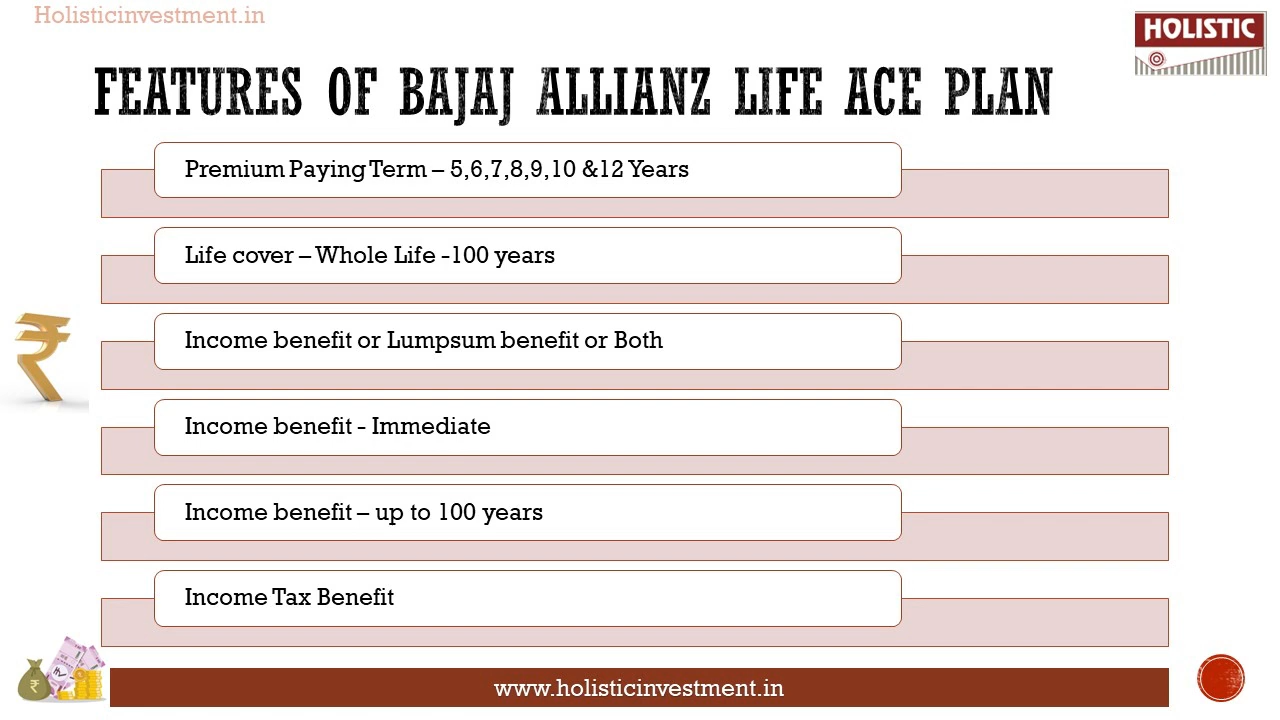 Holisticinvestment.in
HOLISTIC
FEATURES OF BAJAJ ALLIANZ LIFE ACE PLAN
Premium Paying Term – 5,6,7,8,9,10 &12 Years
Life cover – Whole Life -100 years
Income benefit or Lumpsum benefit or Both
Income benefit - Immediate
Income benefit – up to 100 years
Income Tax Benefit
www.holisticinvestment.in